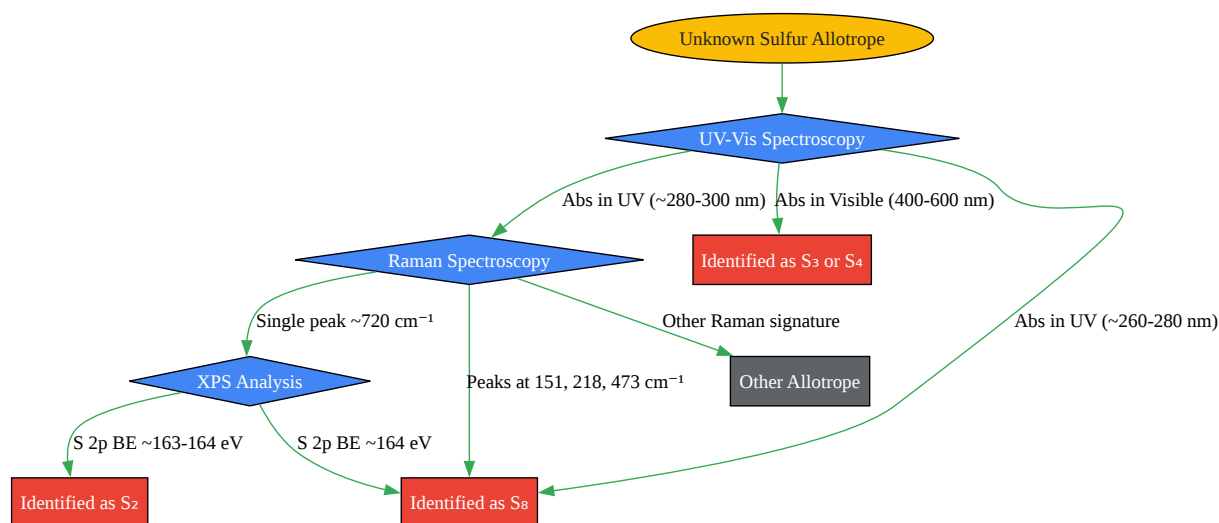 Unknown Sulfur Allotrope
UV-Vis Spectroscopy
Abs in UV (~280-300 nm)
Abs in Visible (400-600 nm)
Raman Spectroscopy
Identified as S₃ or S₄
Single peak ~720 cm⁻¹
Other Raman signature
Abs in UV (~260-280 nm)
XPS Analysis
Peaks at 151, 218, 473 cm⁻¹
Other Allotrope
S 2p BE ~163-164 eV
S 2p BE ~164 eV
Identified as S₂
Identified as S₈